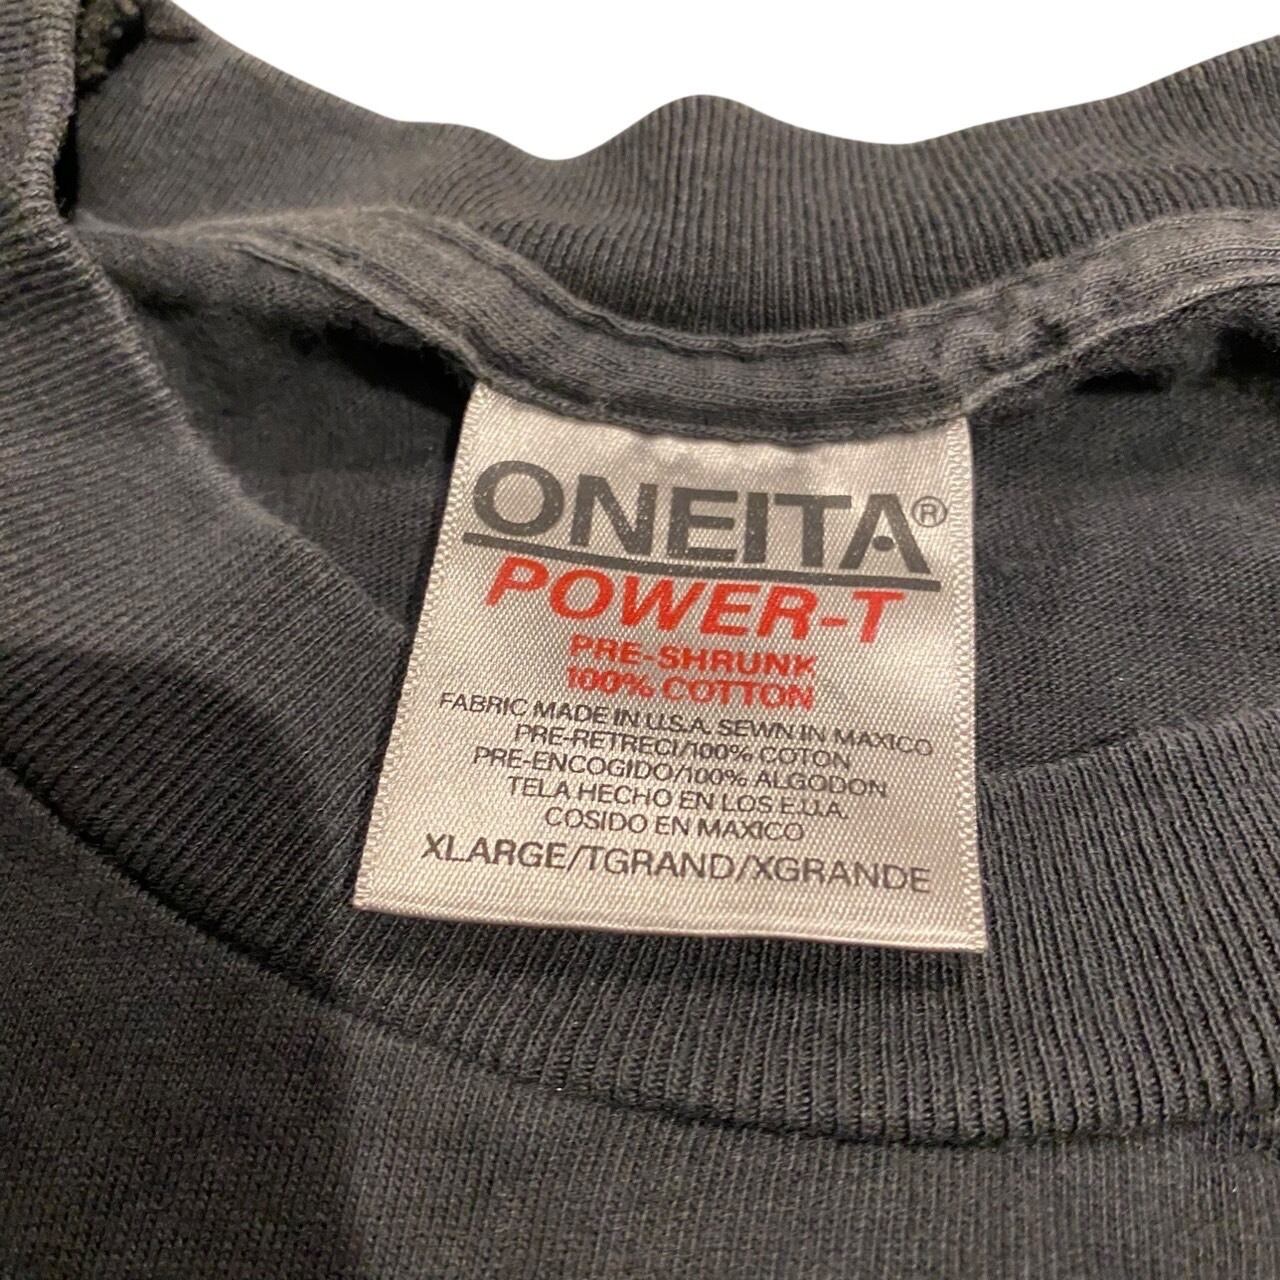 ONEITA®
POWER-T
PRE-SHRUNK
100% COTTON
FABRIC MADE IN U.S.A. SEWN IN MAXICO
PRE-RETRECI/100% COTON
PRE-ENCOGIDO/100% ALGODON
TELA HECHO EN LOS E.U.A.
COSIDO EN MAXICO
XLARGE/TGRAND/XGRANDE